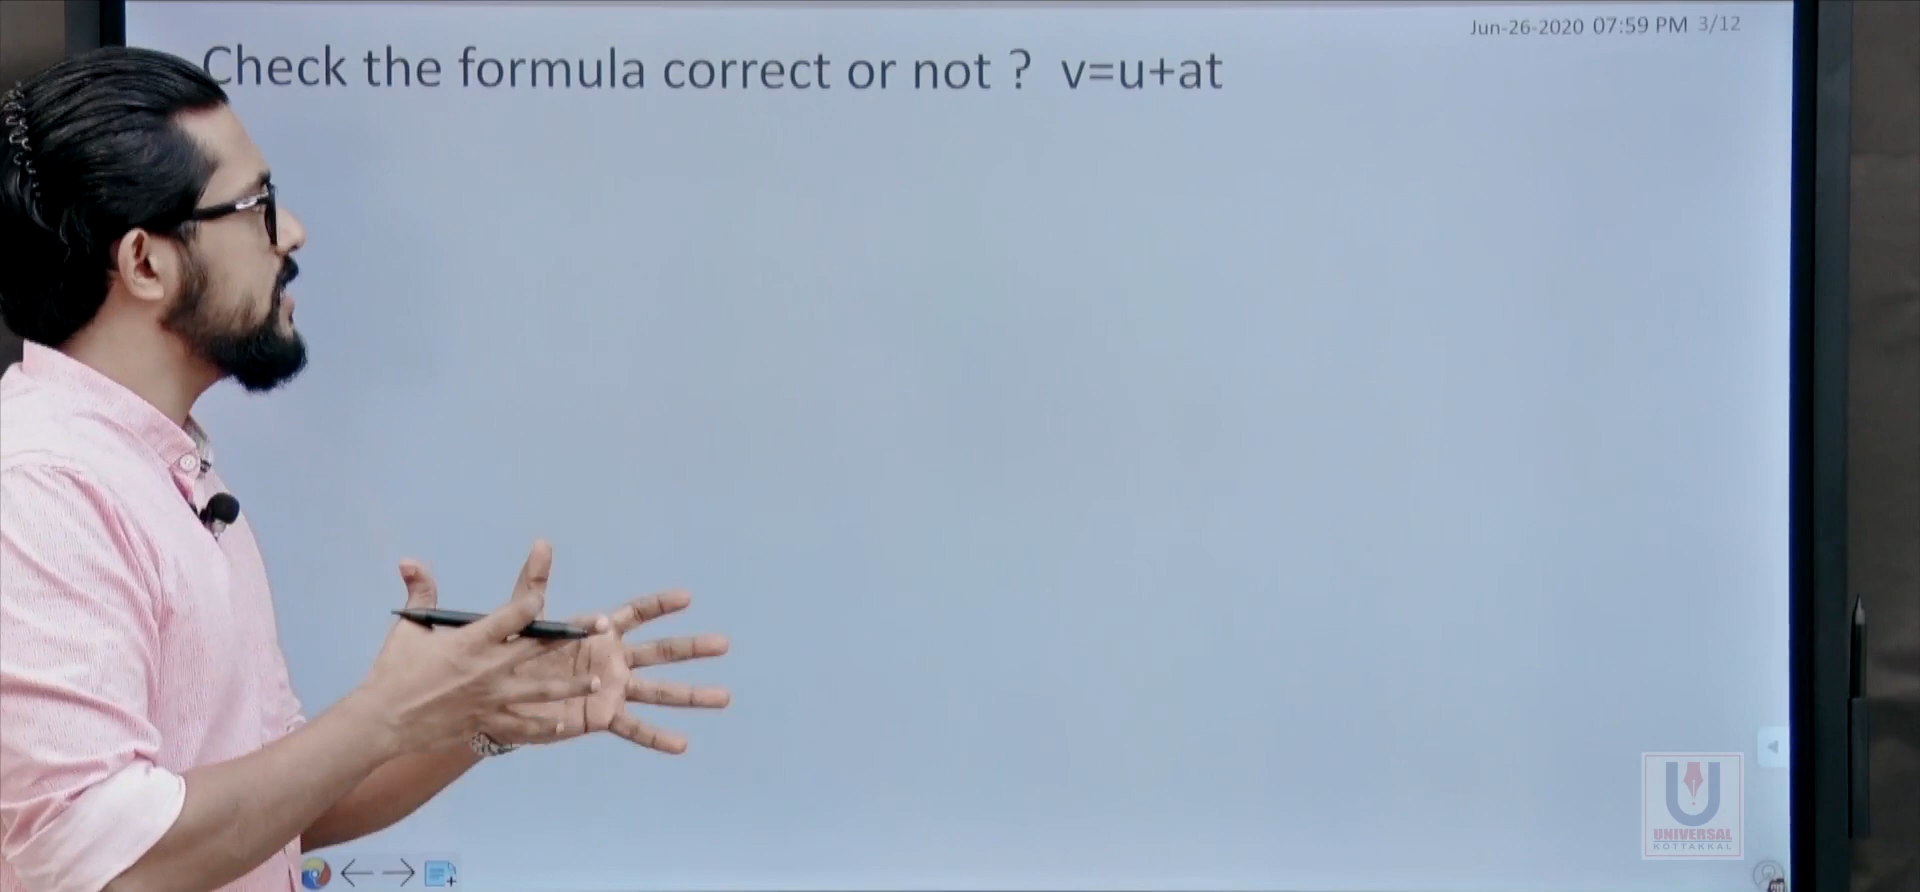 Jun-26-2020 07:59 PM 3/12
Check the formula correct or not ? v=u+at
UNIVERSAL
KOTTAKKAL